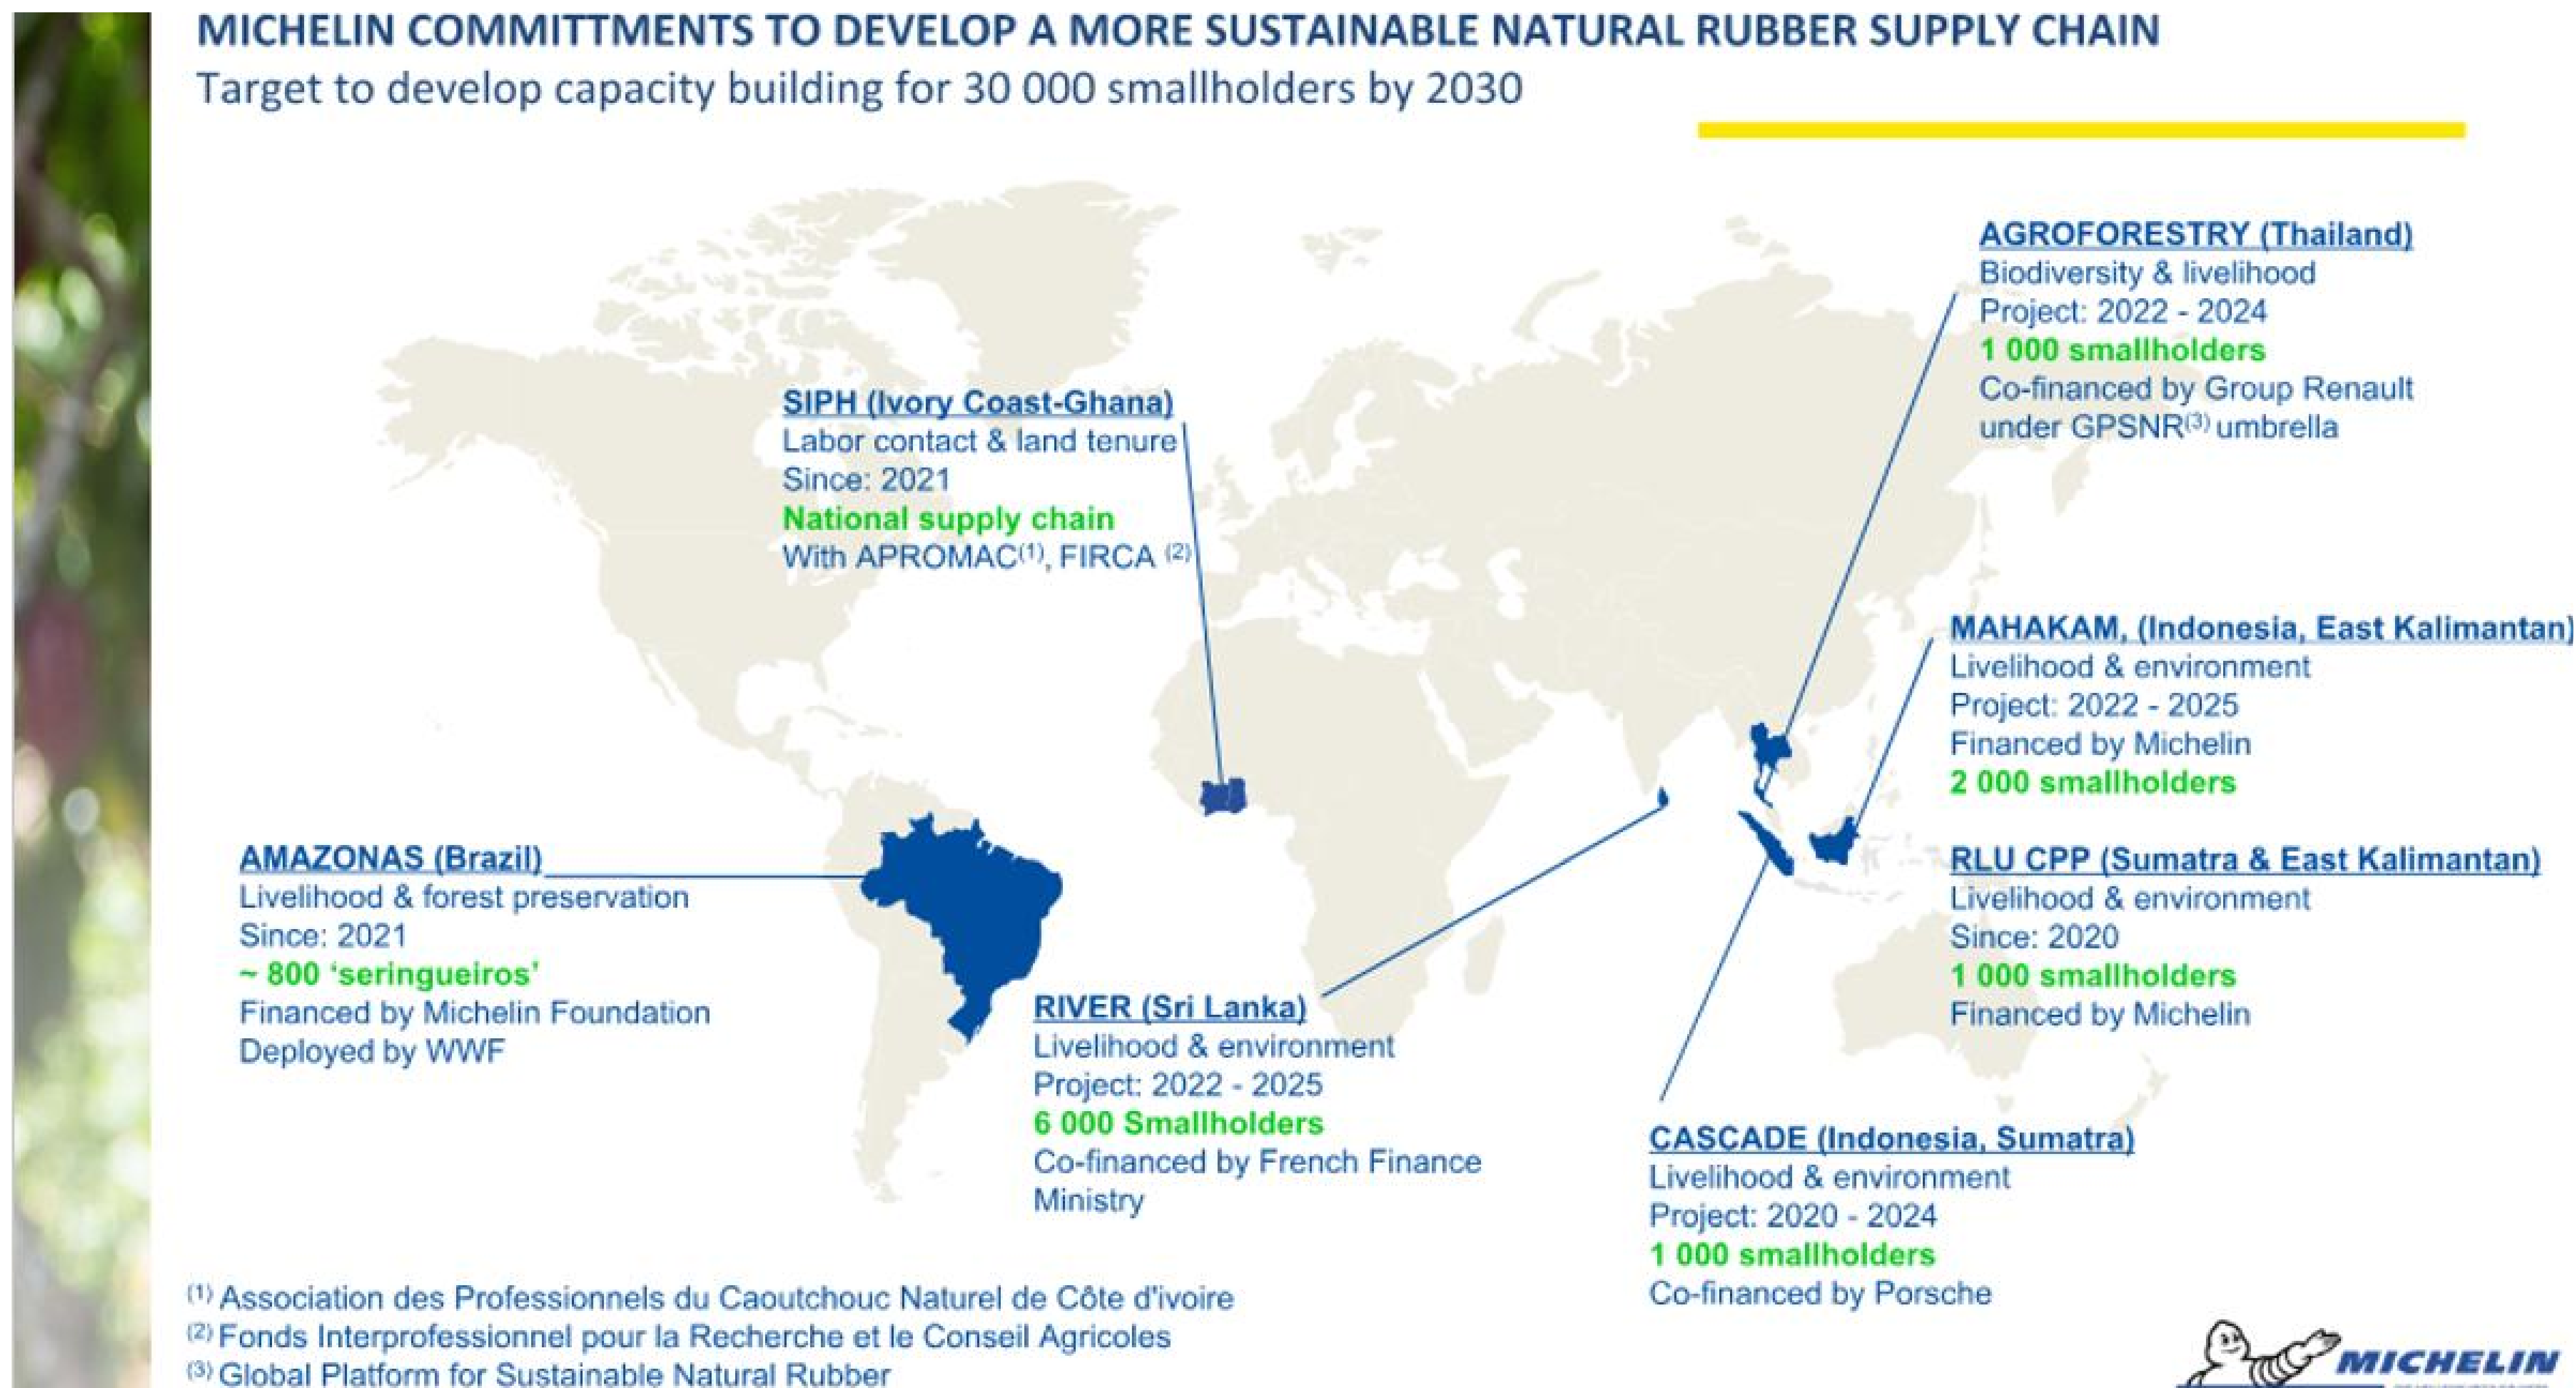 MICHELIN COMMITTMENTS TO DEVELOP A MORE SUSTAINABLE NATURAL RUBBER SUPPLY CHAIN
Target to develop capacity building for 30 000 smallholders by 2030
AGROFORESTRY (Thailand)
Biodiversity & livelihood
Project: 2022 - 2024
1 000 smallholders
Co-financed by Group Renault
under GPSNR(3) umbrella
SIPH (Ivory Coast-Ghana)
Labor contact & land tenure
Since: 2021
National supply chain
With APROMAC(1), FIRCA (2)
MAHAKAM, (Indonesia, East Kalimantan)
Livelihood & environment
Project: 2022 - 2025
Financed by Michelin
2 000 smallholders
AMAZONAS (Brazil)
Livelihood & forest preservation
Since: 2021
~ 800 ‘seringueiros’
Financed by Michelin Foundation
Deployed by WWF
RLU CPP (Sumatra & East Kalimantan)
Livelihood & environment
Since: 2020
1 000 smallholders
Financed by Michelin
RIVER (Sri Lanka)
Livelihood & environment
Project: 2022 - 2025
6 000 Smallholders
Co-financed by French Finance
Ministry
CASCADE (Indonesia, Sumatra)
Livelihood & environment
Project: 2020 - 2024
1 000 smallholders
Co-financed by Porsche
(1) Association des Professionnels du Caoutchouc Naturel de Côte d'ivoire
(2) Fonds Interprofessionnel pour la Recherche et le Conseil Agricoles
(3) Global Platform for Sustainable Natural Rubber
MICHELIN